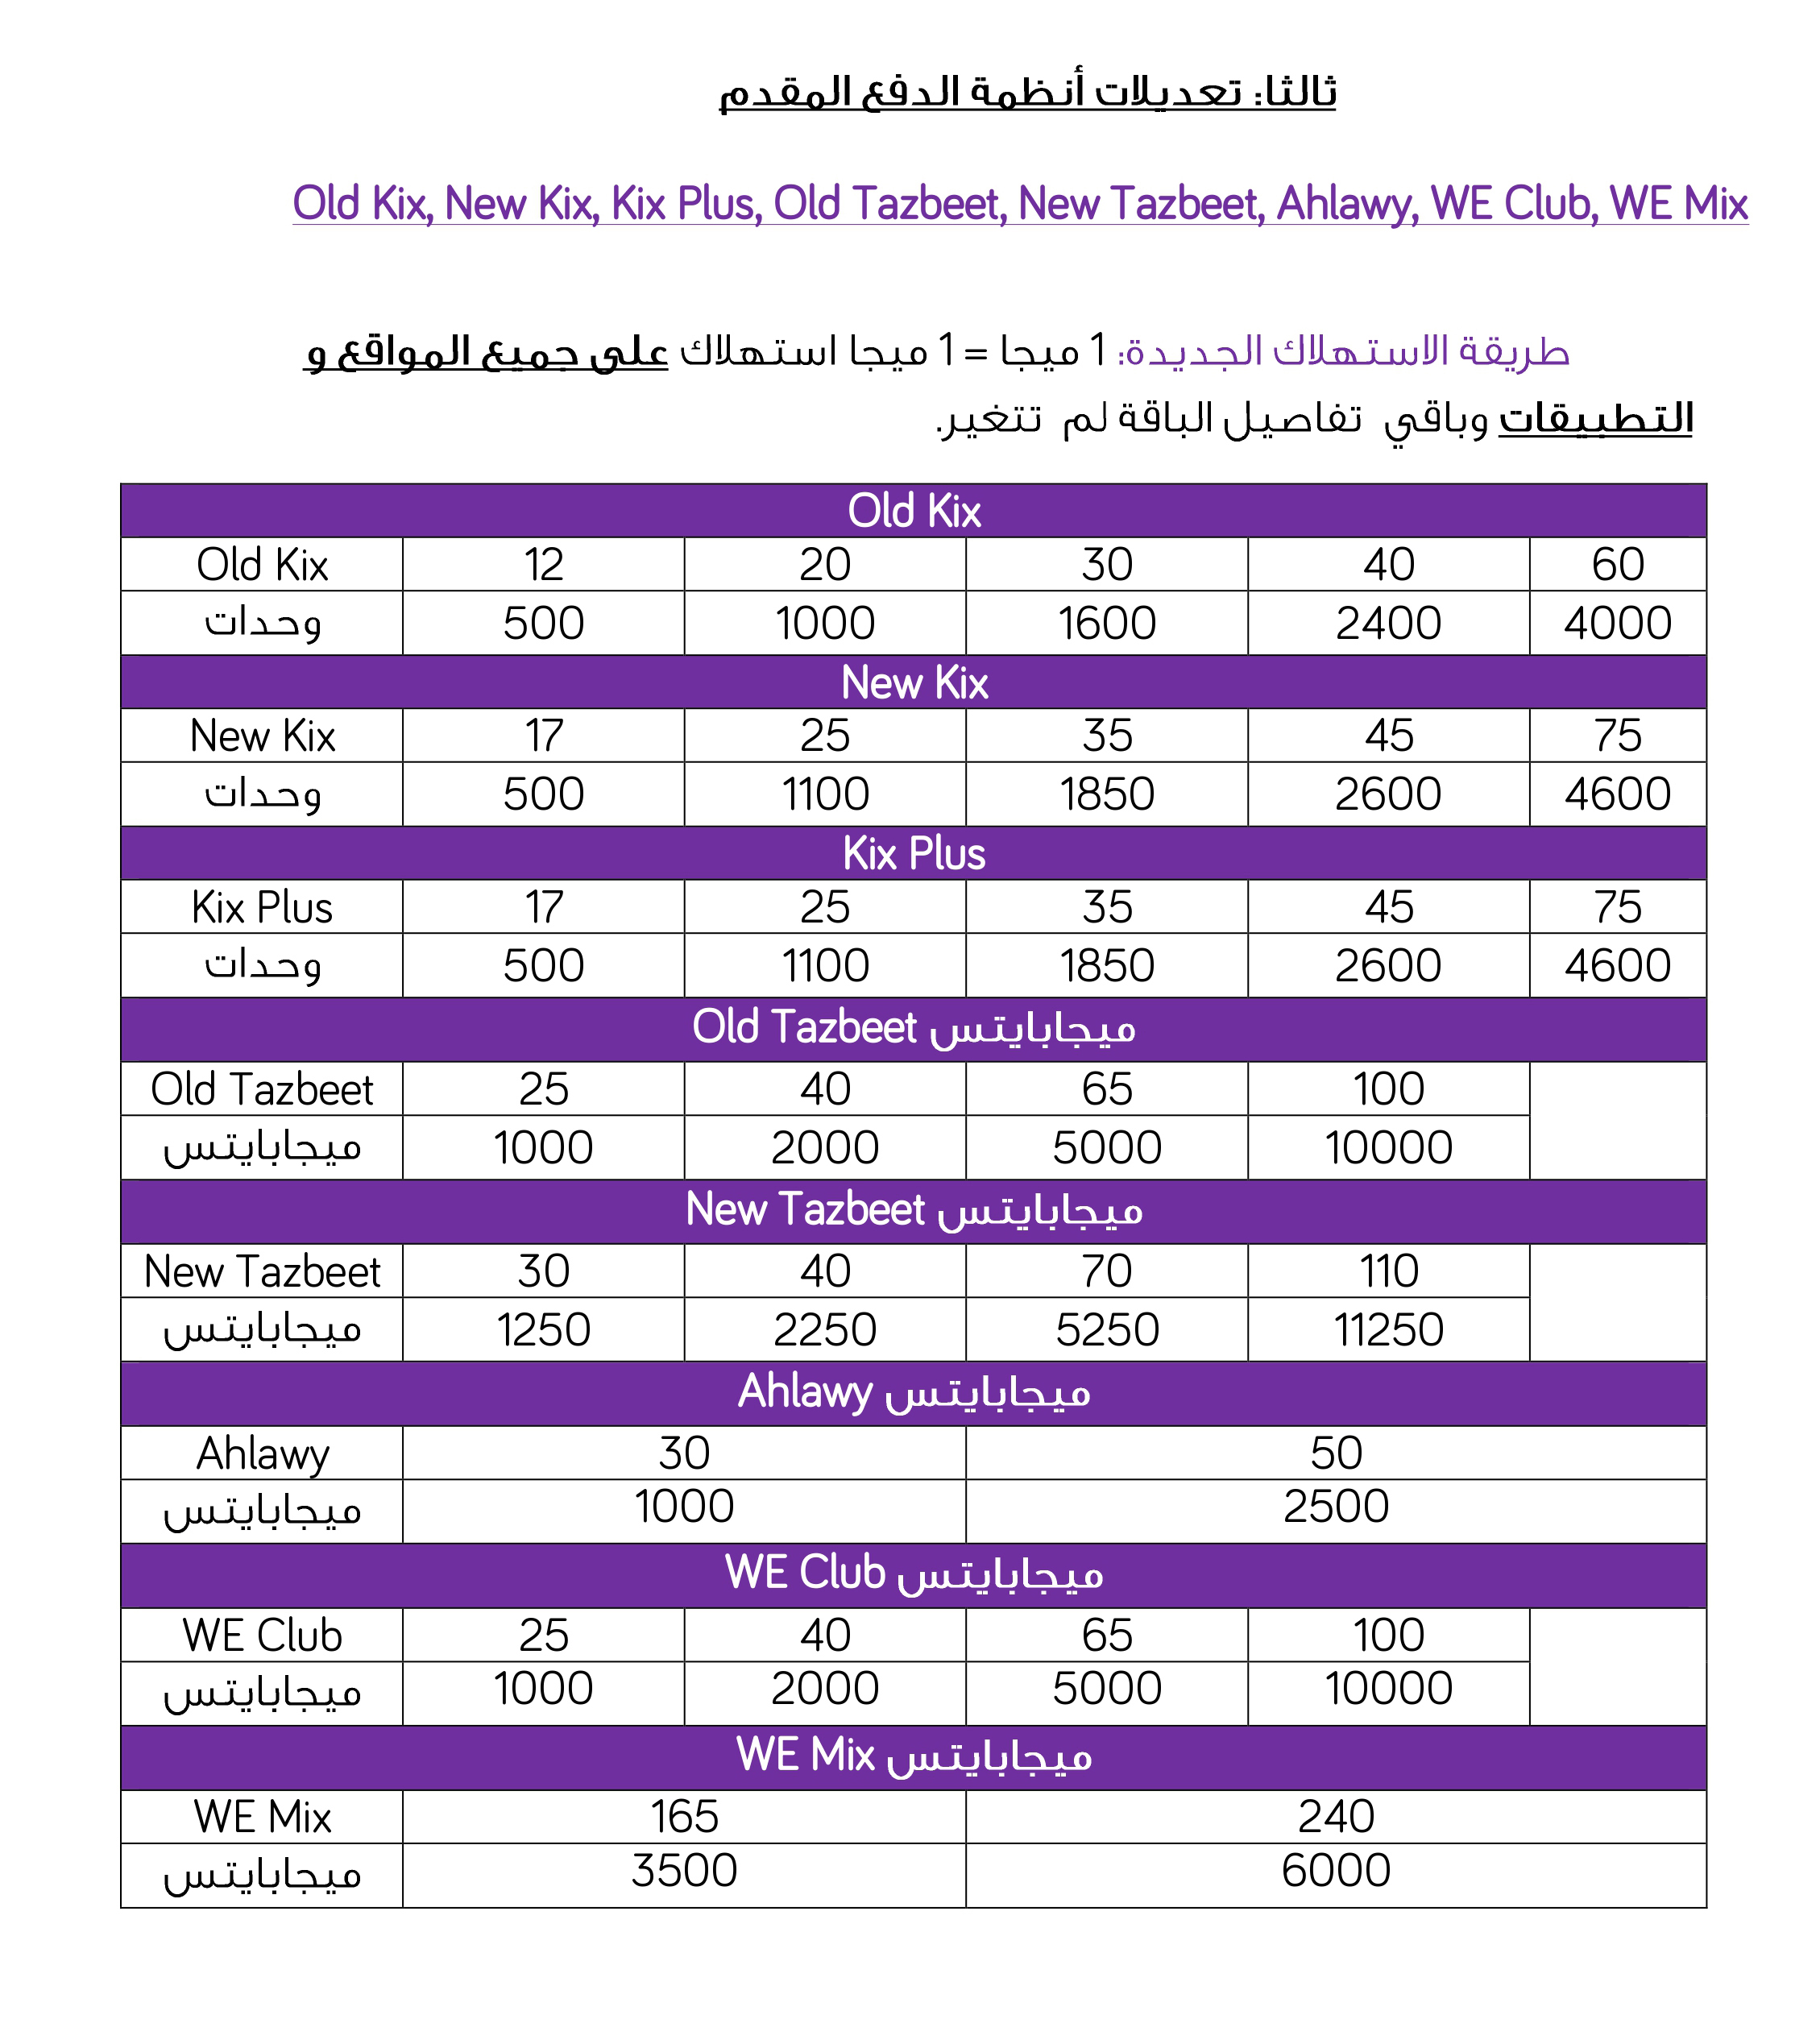 ثالثا: تعديلات أنظمة الدفع المقدم
Old Kix, New Kix, Kix Plus, Old Tazbeet, New Tazbeet, Ahlawy, WE Club, WE Mix
طريقة الاستهلاك الجديدة: 1 ميجا = 1 ميجا استهلاك على جميع المواقع و
التطبيقات وباقي تفاصيل الباقة لم تتغير.
Old Kix
Old Kix 12 20 30 40 60
وحدات 500 1000 1600 2400 4000
New Kix
New Kix 17 25 35 45 75
وحدات 500 1100 1850 2600 4600
Kix Plus
Kix Plus 17 25 35 45 75
وحدات 500 1100 1850 2600 4600
Old Tazbeet ميجابايتس
Old Tazbeet 25 40 65 100
ميجابايتس 1000 2000 5000 10000
New Tazbeet ميجابايتس
New Tazbeet 30 40 70 110
ميجابايتس 1250 2250 5250 11250
Ahlawy ميجابايتس
Ahlawy 30 50
ميجابايتس 1000 2500
WE Club ميجابايتس
WE Club 25 40 65 100
ميجابايتس 1000 2000 5000 10000
WE Mix ميجابايتس
WE Mix 165 240
ميجابايتس 3500 6000